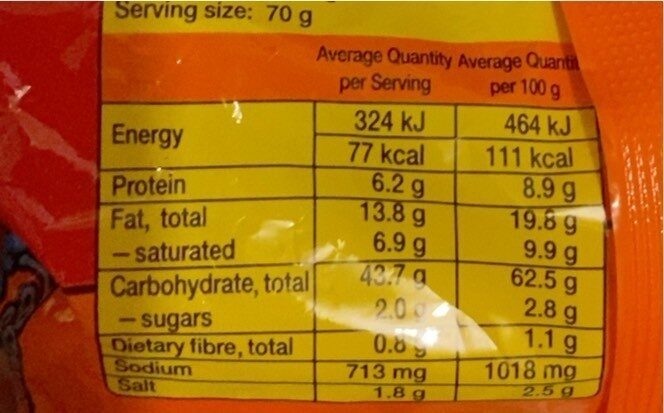 Serving size: 70 g
Average Quantity Average Quantit
per Serving per 100 g
Energy 324 kJ 464 kJ
77 kcal 111 kcal
Protein 6.2 g 8.9 g
Fat, total 13.8 g 19.8 g
– saturated 6.9 g 9.9 g
Carbohydrate, total 43.7 g 62.5 g
– sugars 2.0 g 2.8 g
Dietary fibre, total 0.8 g 1.1 g
Sodium 713 mg 1018 mg
Salt 1.8 g 2.5 g